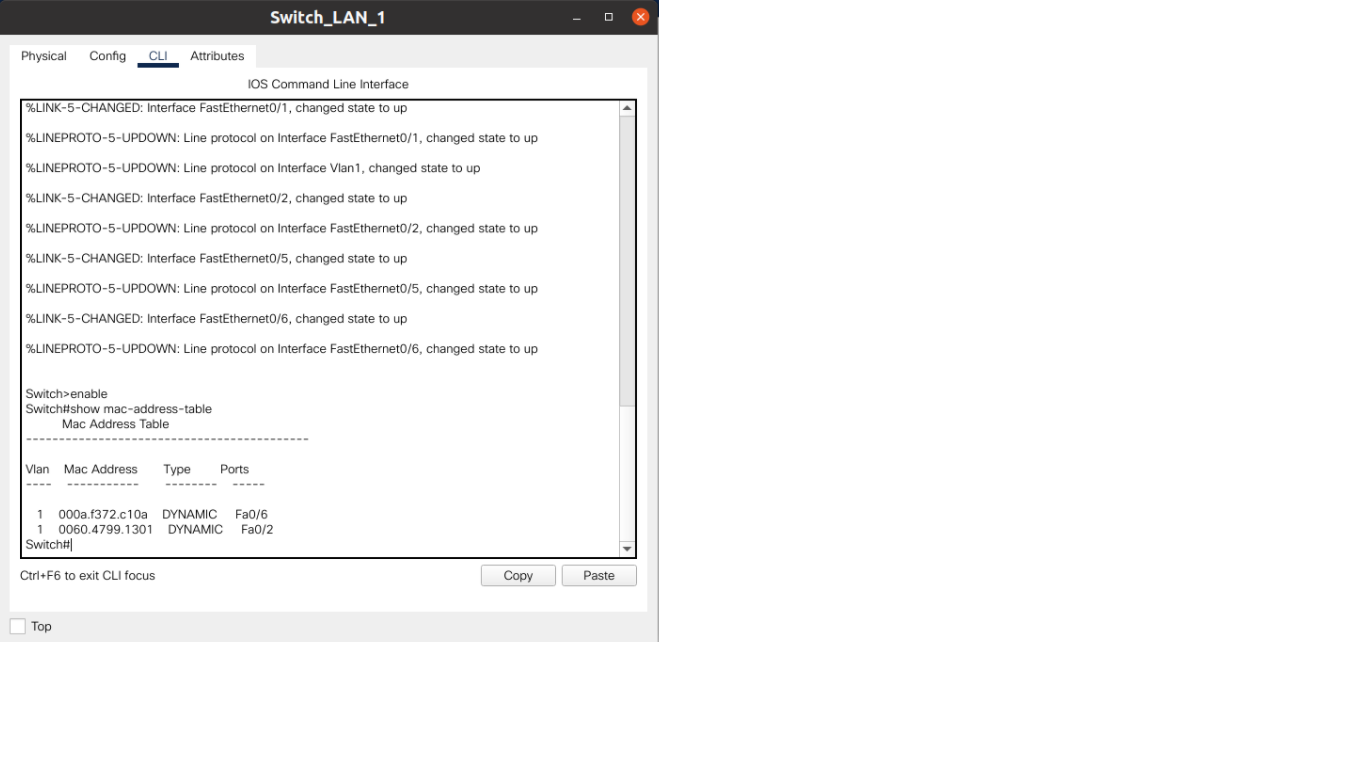 Switch_LAN_1
Physical Config CLI Attributes
IOS Command Line Interface
%LINK-5-CHANGED: Interface FastEthernet0/1, changed state to up
%LINEPROTO-5-UPDOWN: Line protocol on Interface FastEthernet0/1, changed state to up
%LINEPROTO-5-UPDOWN: Line protocol on Interface Vlan1, changed state to up
%LINK-5-CHANGED: Interface FastEthernet0/2, changed state to up
%LINEPROTO-5-UPDOWN: Line protocol on Interface FastEthernet0/2, changed state to up
%LINK-5-CHANGED: Interface FastEthernet0/5, changed state to up
%LINEPROTO-5-UPDOWN: Line protocol on Interface FastEthernet0/5, changed state to up
%LINK-5-CHANGED: Interface FastEthernet0/6, changed state to up
%LINEPROTO-5-UPDOWN: Line protocol on Interface FastEthernet0/6, changed state to up
Switch>enable
Switch#show mac-address-table
Mac Address Table
-------------------------------------------
Vlan Mac Address Type Ports
---- ----------- -------- -----
1 000a.f372.c10a DYNAMIC Fa0/6
1 0060.4799.1301 DYNAMIC Fa0/2
Switch#
Ctrl+F6 to exit CLI focus
Copy Paste
Top